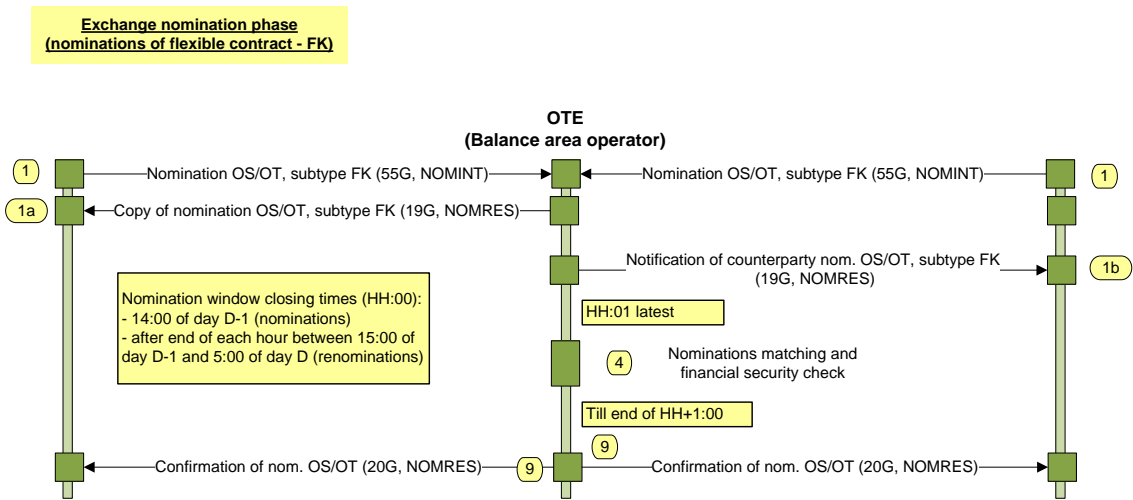 Exchange nomination phase
(nominations of flexible contract - FK)
OTE
(Balance area operator)
1
Nomination OS/OT, subtype FK (55G, NOMINT)
Nomination OS/OT, subtype FK (55G, NOMINT)
1
1a
Copy of nomination OS/OT, subtype FK (19G, NOMRES)
Notification of counterparty nom. OS/OT, subtype FK
(19G, NOMRES)
1b
Nomination window closing times (HH:00):
- 14:00 of day D-1 (nominations)
- after end of each hour between 15:00 of
day D-1 and 5:00 of day D (renominations)
HH:01 latest
4
Nominations matching and
financial security check
Till end of HH+1:00
9
Confirmation of nom. OS/OT (20G, NOMRES)
9
Confirmation of nom. OS/OT (20G, NOMRES)